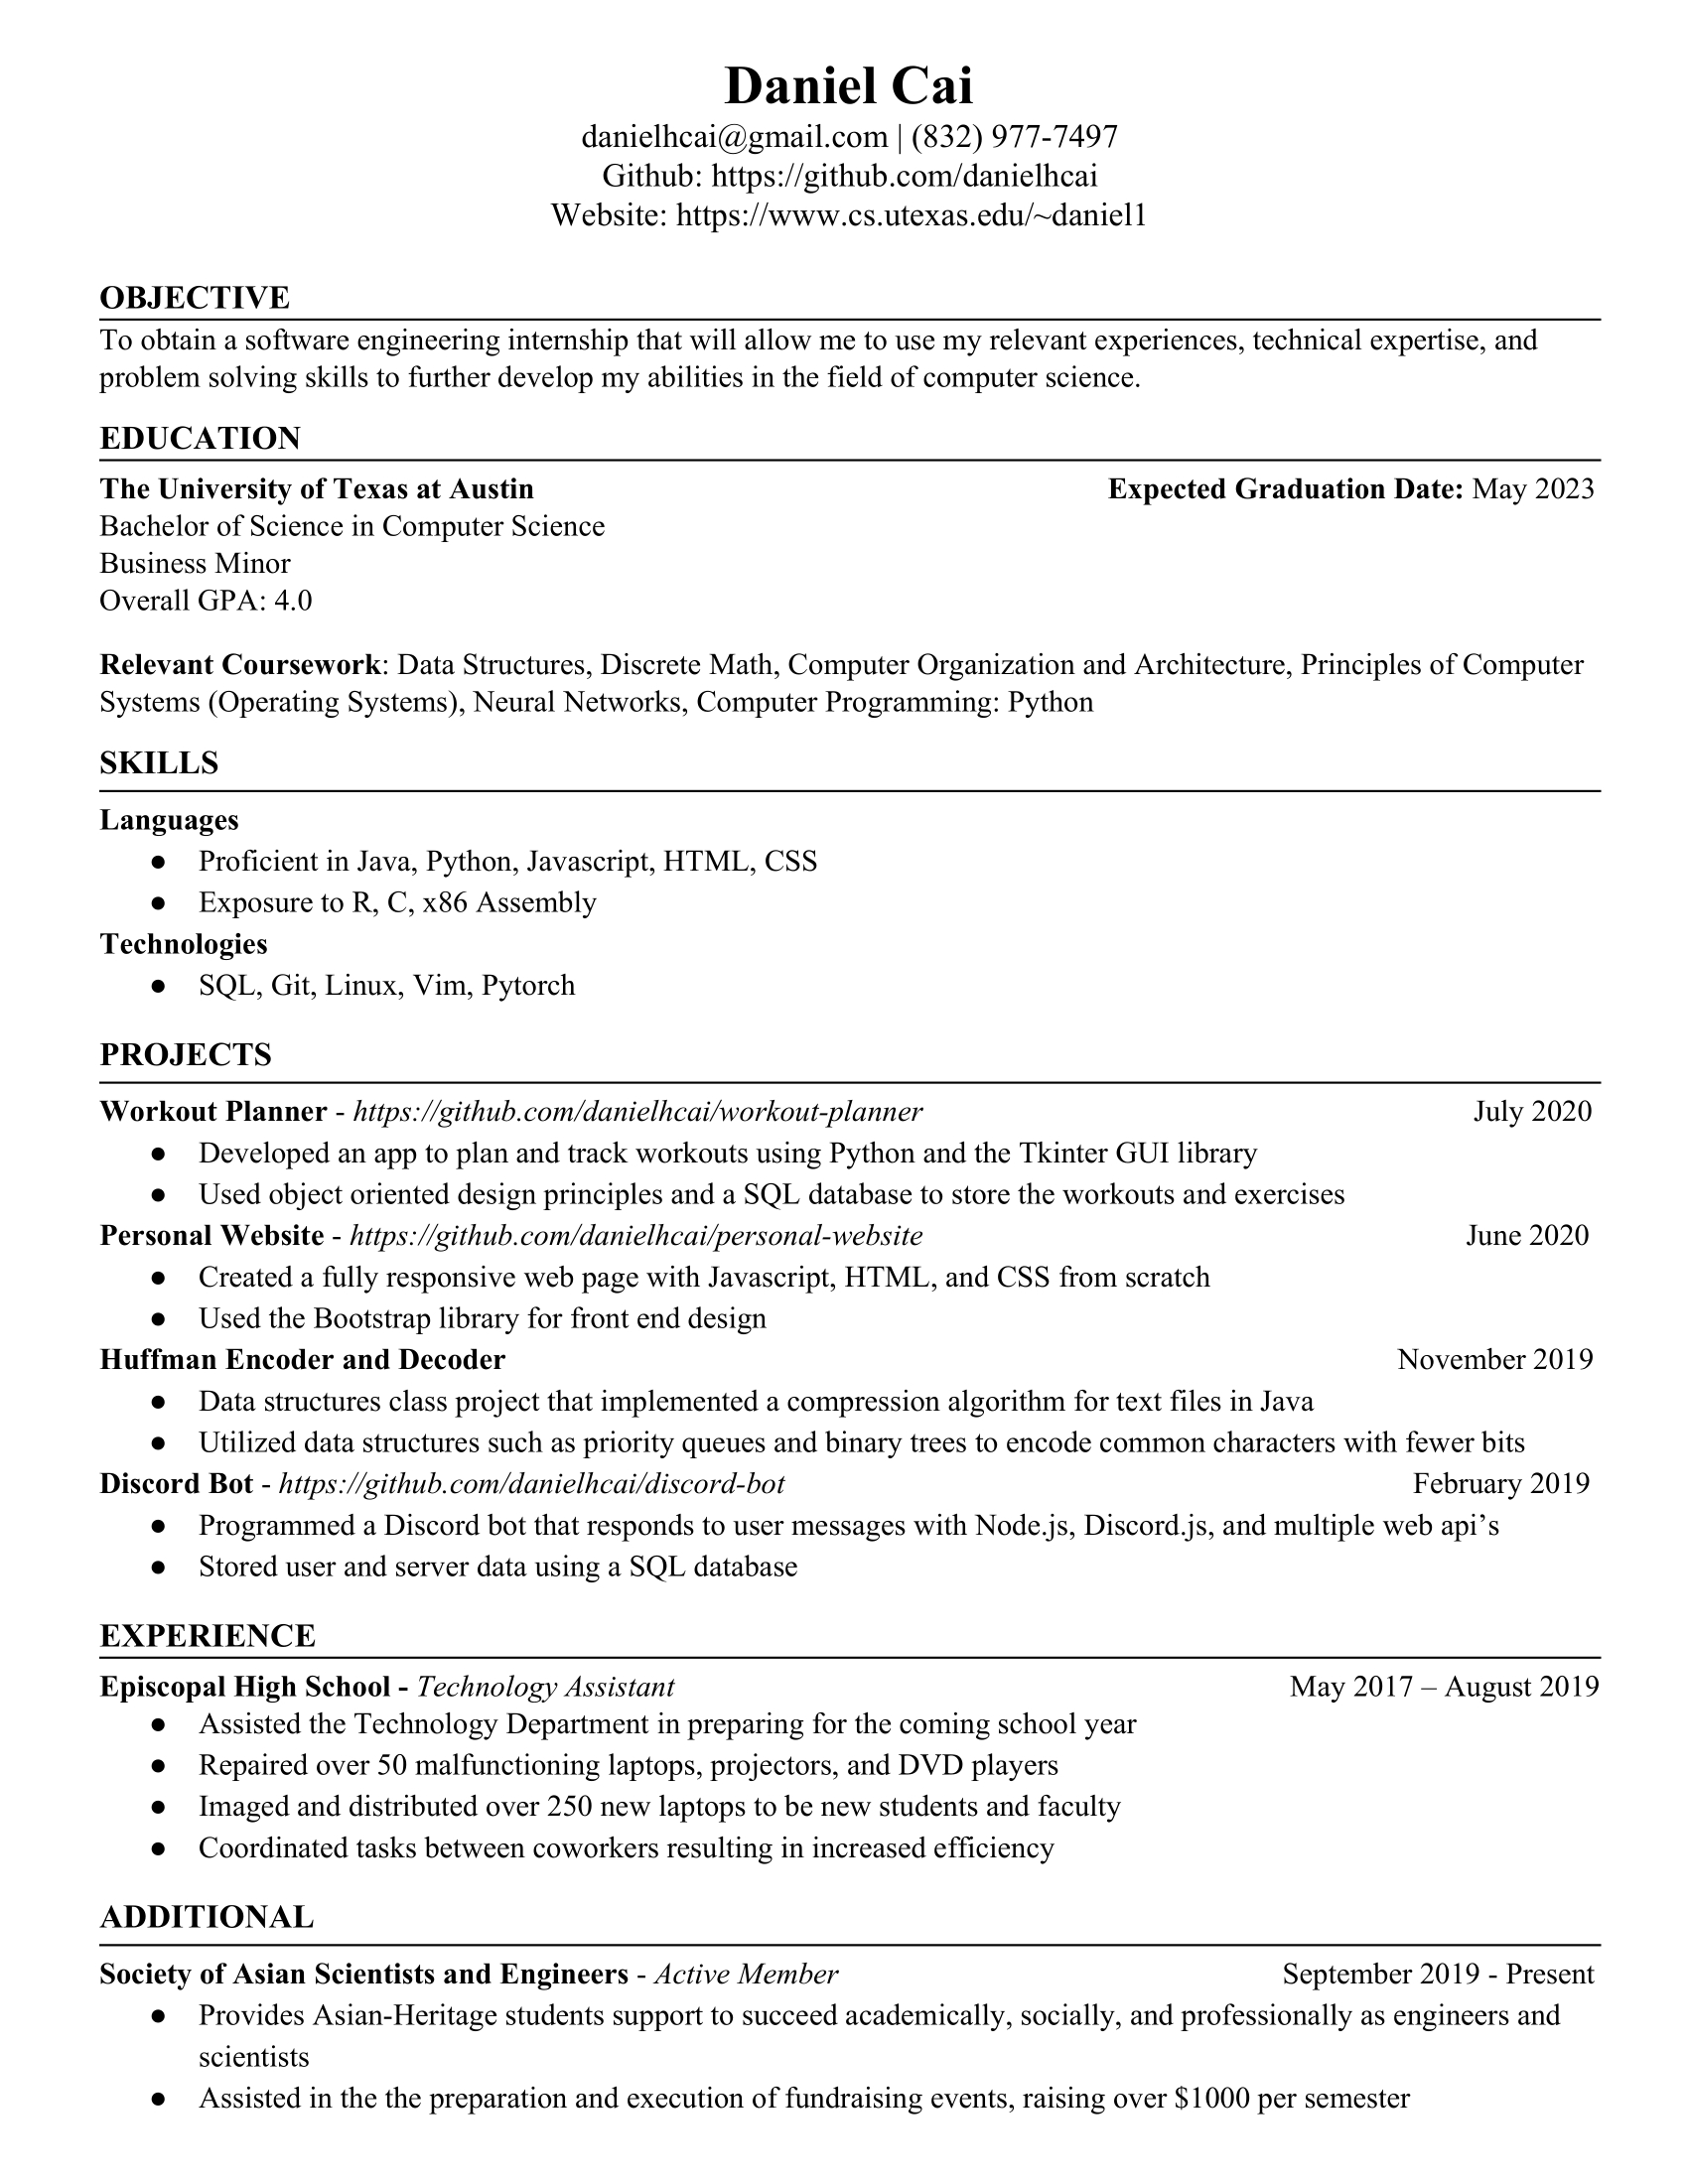 Daniel Cai
danielhcai@gmail.com | (832) 977-7497
Github: https://github.com/danielhcai
Website: https://www.cs.utexas.edu/~daniel1
OBJECTIVE
To obtain a software engineering internship that will allow me to use my relevant experiences, technical expertise, and
problem solving skills to further develop my abilities in the field of computer science.
EDUCATION
The University of Texas at Austin Expected Graduation Date: May 2023
Bachelor of Science in Computer Science
Business Minor
Overall GPA: 4.0
Relevant Coursework: Data Structures, Discrete Math, Computer Organization and Architecture, Principles of Computer
Systems (Operating Systems), Neural Networks, Computer Programming: Python
SKILLS
Languages
● Proficient in Java, Python, Javascript, HTML, CSS
● Exposure to R, C, x86 Assembly
Technologies
● SQL, Git, Linux, Vim, Pytorch
PROJECTS
Workout Planner - https://github.com/danielhcai/workout-planner July 2020
● Developed an app to plan and track workouts using Python and the Tkinter GUI library
● Used object oriented design principles and a SQL database to store the workouts and exercises
Personal Website - https://github.com/danielhcai/personal-website June 2020
● Created a fully responsive web page with Javascript, HTML, and CSS from scratch
● Used the Bootstrap library for front end design
Huffman Encoder and Decoder November 2019
● Data structures class project that implemented a compression algorithm for text files in Java
● Utilized data structures such as priority queues and binary trees to encode common characters with fewer bits
Discord Bot - https://github.com/danielhcai/discord-bot February 2019
● Programmed a Discord bot that responds to user messages with Node.js, Discord.js, and multiple web api’s
● Stored user and server data using a SQL database
EXPERIENCE
Episcopal High School - Technology Assistant May 2017 – August 2019
● Assisted the Technology Department in preparing for the coming school year
● Repaired over 50 malfunctioning laptops, projectors, and DVD players
● Imaged and distributed over 250 new laptops to be new students and faculty
● Coordinated tasks between coworkers resulting in increased efficiency
ADDITIONAL
Society of Asian Scientists and Engineers - Active Member September 2019 - Present
● Provides Asian-Heritage students support to succeed academically, socially, and professionally as engineers and
scientists
● Assisted in the the preparation and execution of fundraising events, raising over $1000 per semester